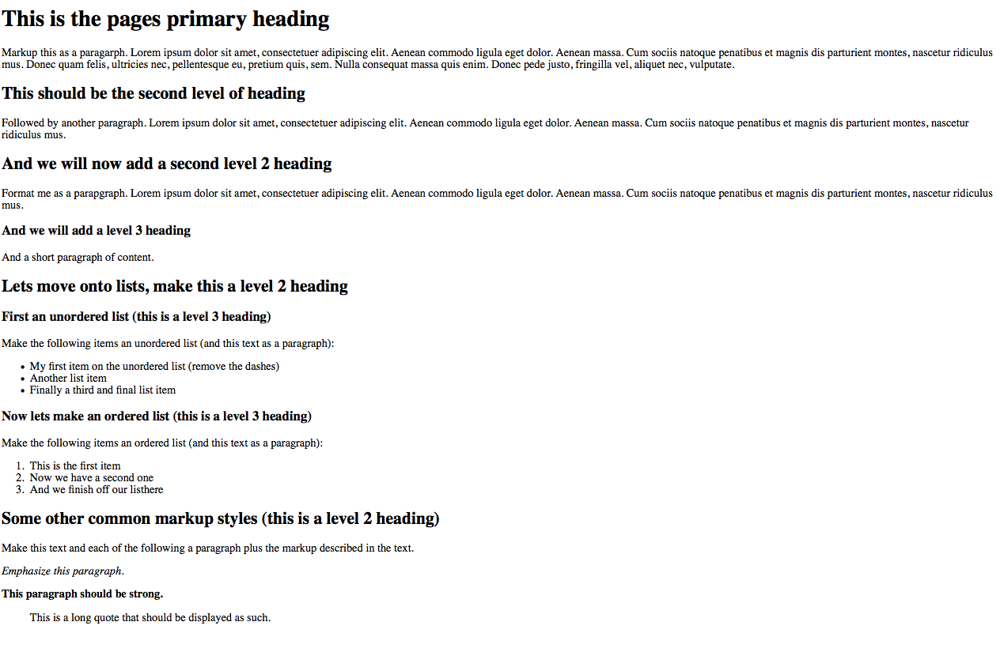 This is the pages primary heading
Markup this as a paragarph. Lorem ipsum dolor sit amet, consectetuer adipiscing elit. Aenean commodo ligula eget dolor. Aenean massa. Cum sociis natoque penatibus et magnis dis parturient montes, nascetur ridiculus
mus. Donec quam felis, ultricies nec, pellentesque eu, pretium quis, sem. Nulla consequat massa quis enim. Donec pede justo, fringilla vel, aliquet nec, vulputate.
This should be the second level of heading
Followed by another paragraph. Lorem ipsum dolor sit amet, consectetuer adipiscing elit. Aenean commodo ligula eget dolor. Aenean massa. Cum sociis natoque penatibus et magnis dis parturient montes, nascetur
ridiculus mus.
And we will now add a second level 2 heading
Format me as a parapgraph. Lorem ipsum dolor sit amet, consectetuer adipiscing elit. Aenean commodo ligula eget dolor. Aenean massa. Cum sociis natoque penatibus et magnis dis parturient montes, nascetur ridiculus
mus.
And we will add a level 3 heading
And a short paragraph of content.
Lets move onto lists, make this a level 2 heading
First an unordered list (this is a level 3 heading)
Make the following items an unordered list (and this text as a paragraph):
• My first item on the unordered list (remove the dashes)
• Another list item
• Finally a third and final list item
Now lets make an ordered list (this is a level 3 heading)
Make the following items an ordered list (and this text as a paragraph):
1. This is the first item
2. Now we have a second one
3. And we finish off our listhere
Some other common markup styles (this is a level 2 heading)
Make this text and each of the following a paragraph plus the markup described in the text.
Emphasize this paragraph.
This paragraph should be strong.
This is a long quote that should be displayed as such.